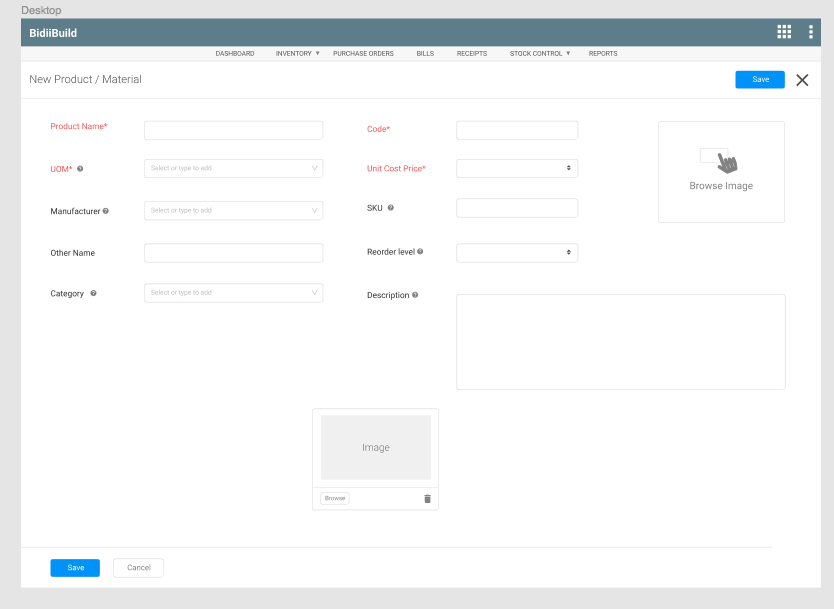 Desktop
BidiiBuild
DASHBOARD INVENTORY PURCHASE ORDERS BILLS RECEIPTS STOCK CONTROL REPORTS
New Product / Material Save
Product Name* Code*
UOM* Select or type to add Unit Cost Price*
Browse Image
Manufacturer Select or type to add SKU
Other Name Reorder level
Category Select or type to add Description
Image
Browse
Save Cancel